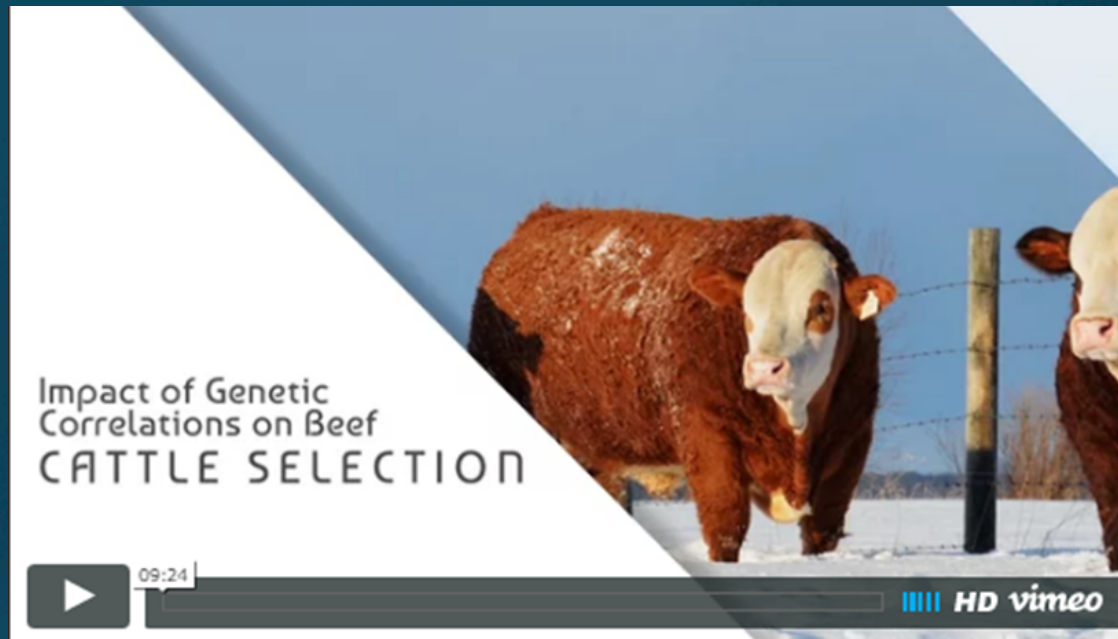 Impact of Genetic
Correlations on Beef
CATTLE SELECTION
09:24
HD vimeo